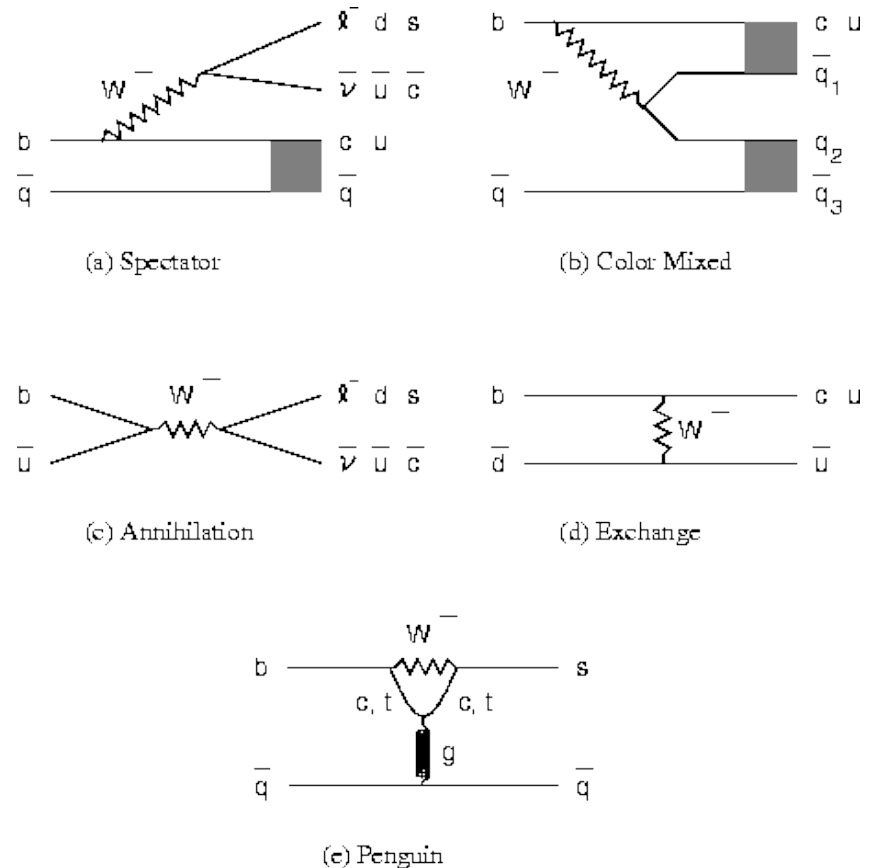 ℓ⁻ d s
W⁻
ν̅ u̅ c̅
b c u
q̅ q̅
(a) Spectator
b c u
W⁻ q̅₁
q₂
q̅ q̅₃
(b) Color Mixed
b W⁻ ℓ⁻ d s
u̅ ν̅ u̅ c̅
(c) Annihilation
b c u
W⁻
d̅ u̅
(d) Exchange
W⁻
b s
c, t c, t
g
q̅ q̅
(e) Penguin